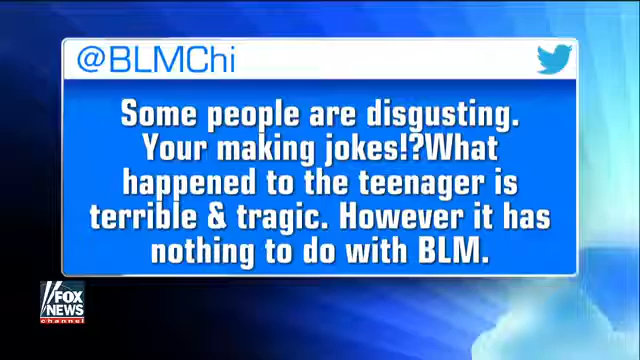 @BLMChi
Some people are disgusting.
Your making jokes!?What
happened to the teenager is
terrible & tragic. However it has
nothing to do with BLM.
FOX
NEWS
channel